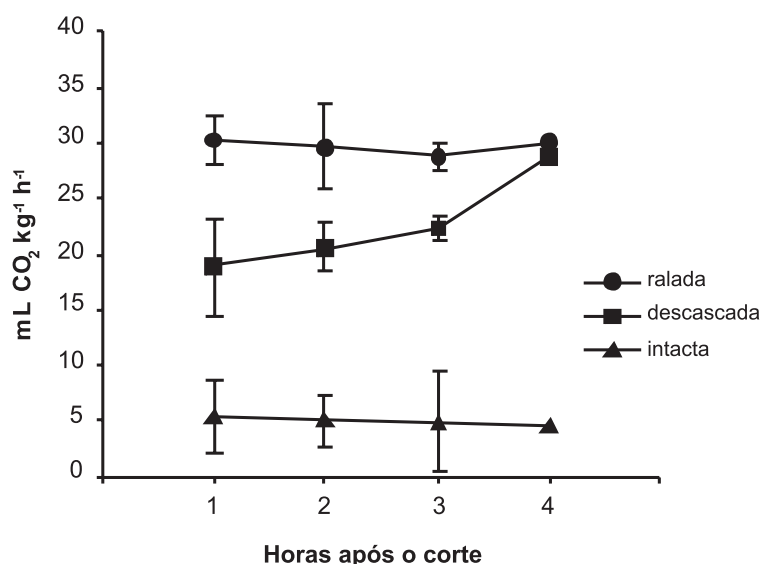 40
35
30
25
20
15
10
5
0
mL CO₂ kg⁻¹ h⁻¹
ralada
descascada
intacta
1 2 3 4
Horas após o corte